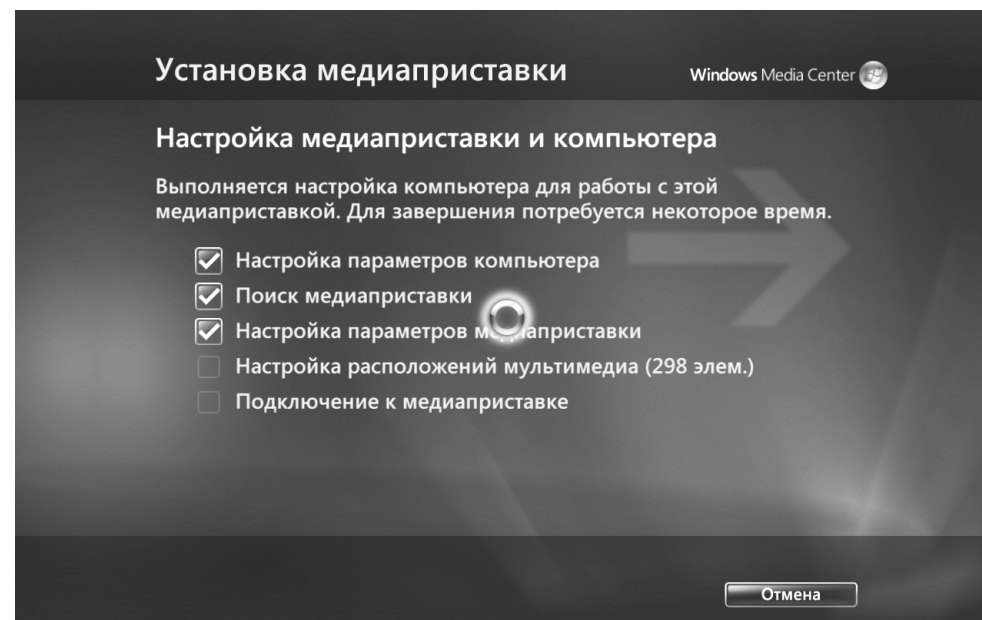 Установка медиаприставки
Windows Media Center
Настройка медиаприставки и компьютера
Выполняется настройка компьютера для работы с этой
медиаприставкой. Для завершения потребуется некоторое время.
Настройка параметров компьютера
Поиск медиаприставки
Настройка параметров медиаприставки
Настройка расположений мультимедиа (298 элем.)
Подключение к медиаприставке
Отмена